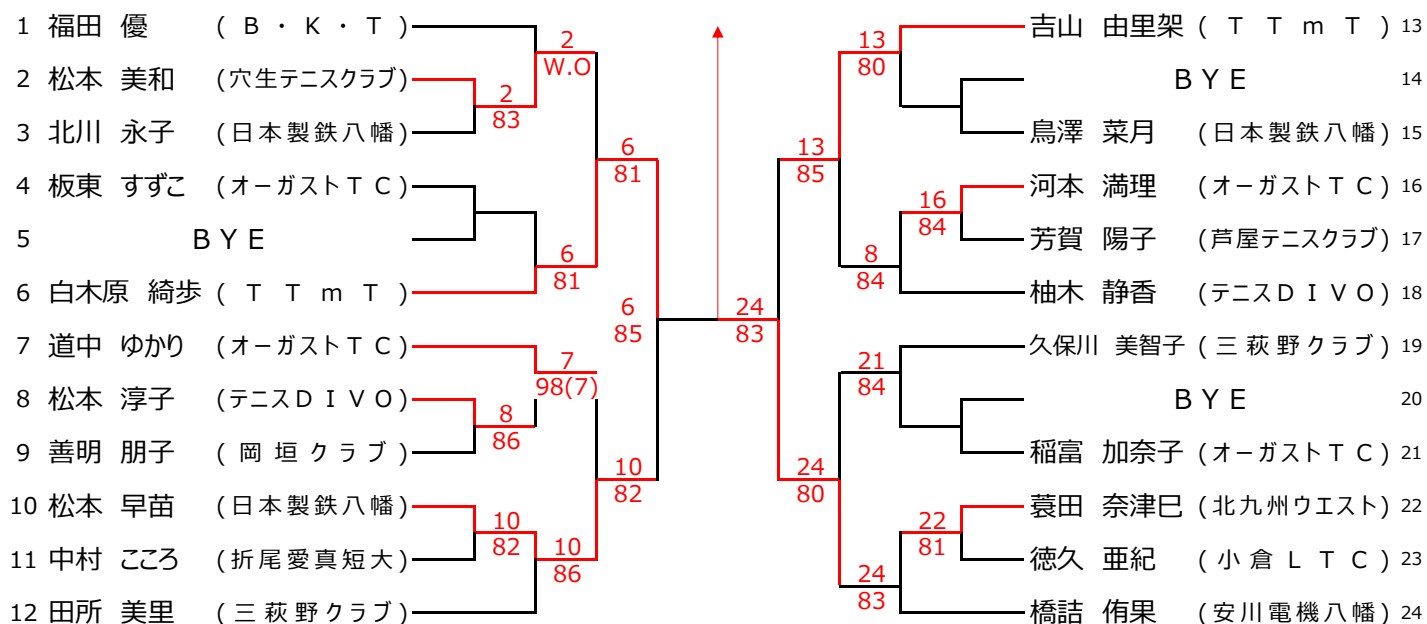 1 福田 優 (B・K・T)
2 松本 美和 (穴生テニスクラブ)
3 北川 永子 (日本製鉄八幡)
4 板東 すずこ (オーガストTC)
5 BYE
6 白木原 綺歩 (TTmT)
7 道中 ゆかり (オーガストTC)
8 松本 淳子 (テニスDIVO)
9 善明 朋子 (岡垣クラブ)
10 松本 早苗 (日本製鉄八幡)
11 中村 こころ (折尾愛真短大)
12 田所 美里 (三萩野クラブ)
2
W.O
2
83
6
81
6
81
6
85
7
98(7)
8
86
10
82
10
82
10
86
24
83
13
80
13
85
16
84
8
84
21
84
24
80
22
81
24
83
吉山 由里架 (TTmT) 13
BYE 14
鳥澤 菜月 (日本製鉄八幡) 15
河本 満理 (オーガストTC) 16
芳賀 陽子 (芦屋テニスクラブ) 17
柚木 静香 (テニスDIVO) 18
久保川 美智子 (三萩野クラブ) 19
BYE 20
稲富 加奈子 (オーガストTC) 21
蓑田 奈津巳 (北九州ウエスト) 22
徳久 亜紀 (小倉LTC) 23
橋詰 侑果 (安川電機八幡) 24